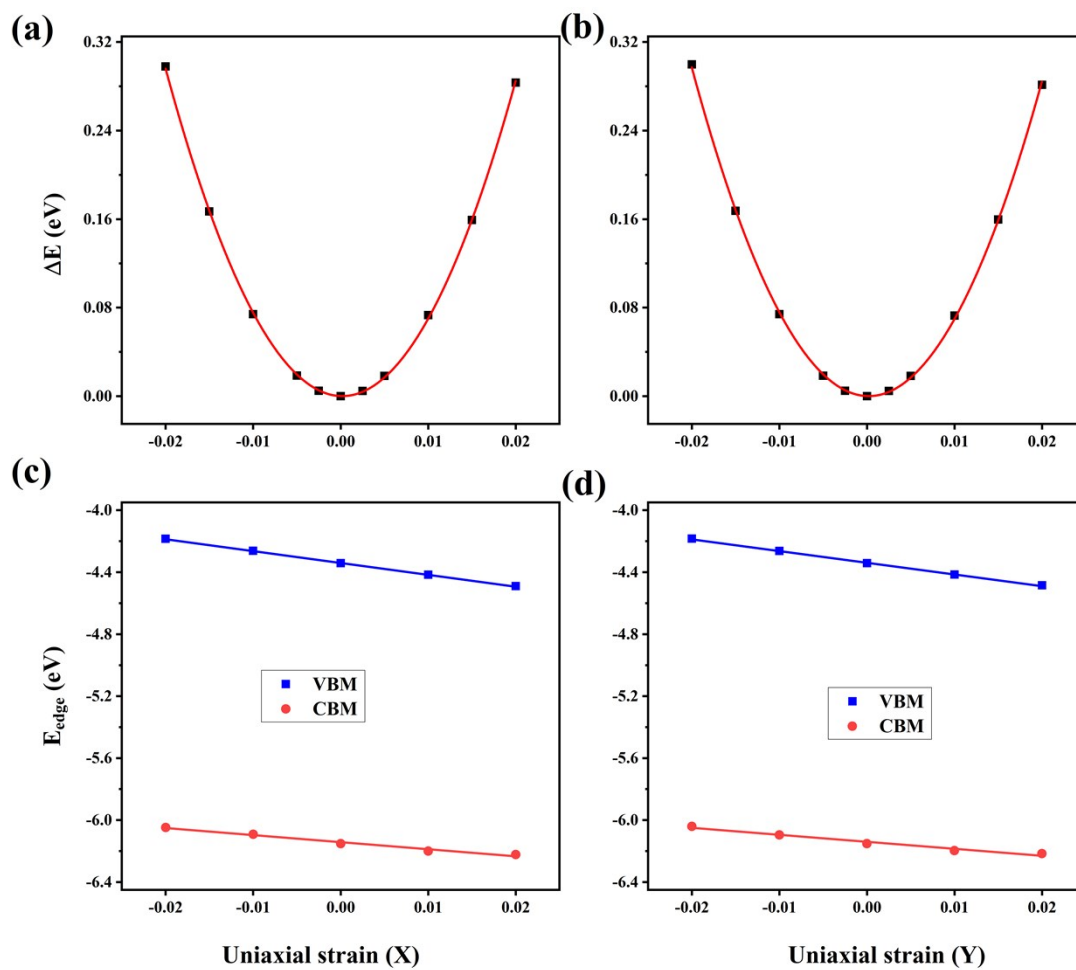 (a)
0.32
0.24
0.16
0.08
0.00
ΔE (eV)
-0.02 -0.01 0.00 0.01 0.02
(b)
0.32
0.24
0.16
0.08
0.00
-0.02 -0.01 0.00 0.01 0.02
(c)
-4.0
-4.4
-4.8
-5.2
-5.6
-6.0
-6.4
E_edge (eV)
VBM
CBM
-0.02 -0.01 0.00 0.01 0.02
Uniaxial strain (X)
(d)
-4.0
-4.4
-4.8
-5.2
-5.6
-6.0
-6.4
VBM
CBM
-0.02 -0.01 0.00 0.01 0.02
Uniaxial strain (Y)